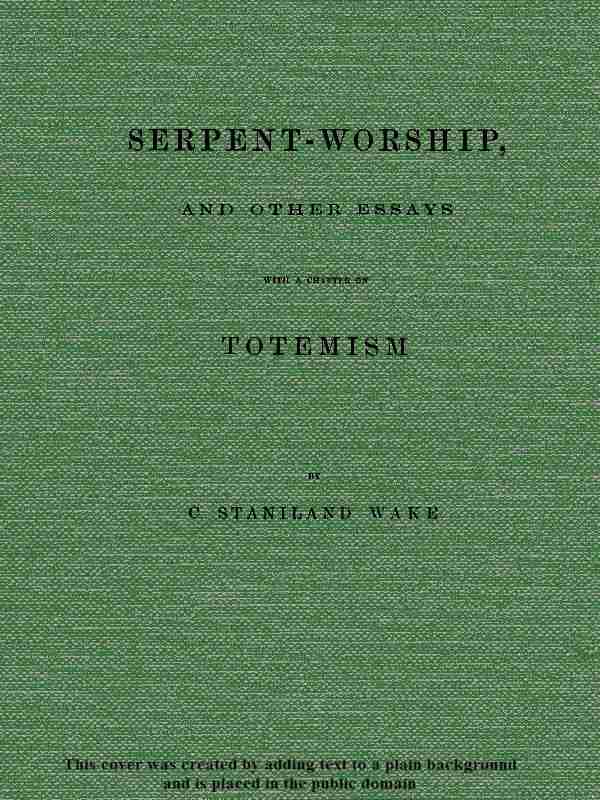 SERPENT-WORSHIP,
AND OTHER ESSAYS
WITH A CHAPTER ON
TOTEMISM
BY
C STANILAND WAKE
This cover was created by adding text to a plain background
and is placed in the public domain